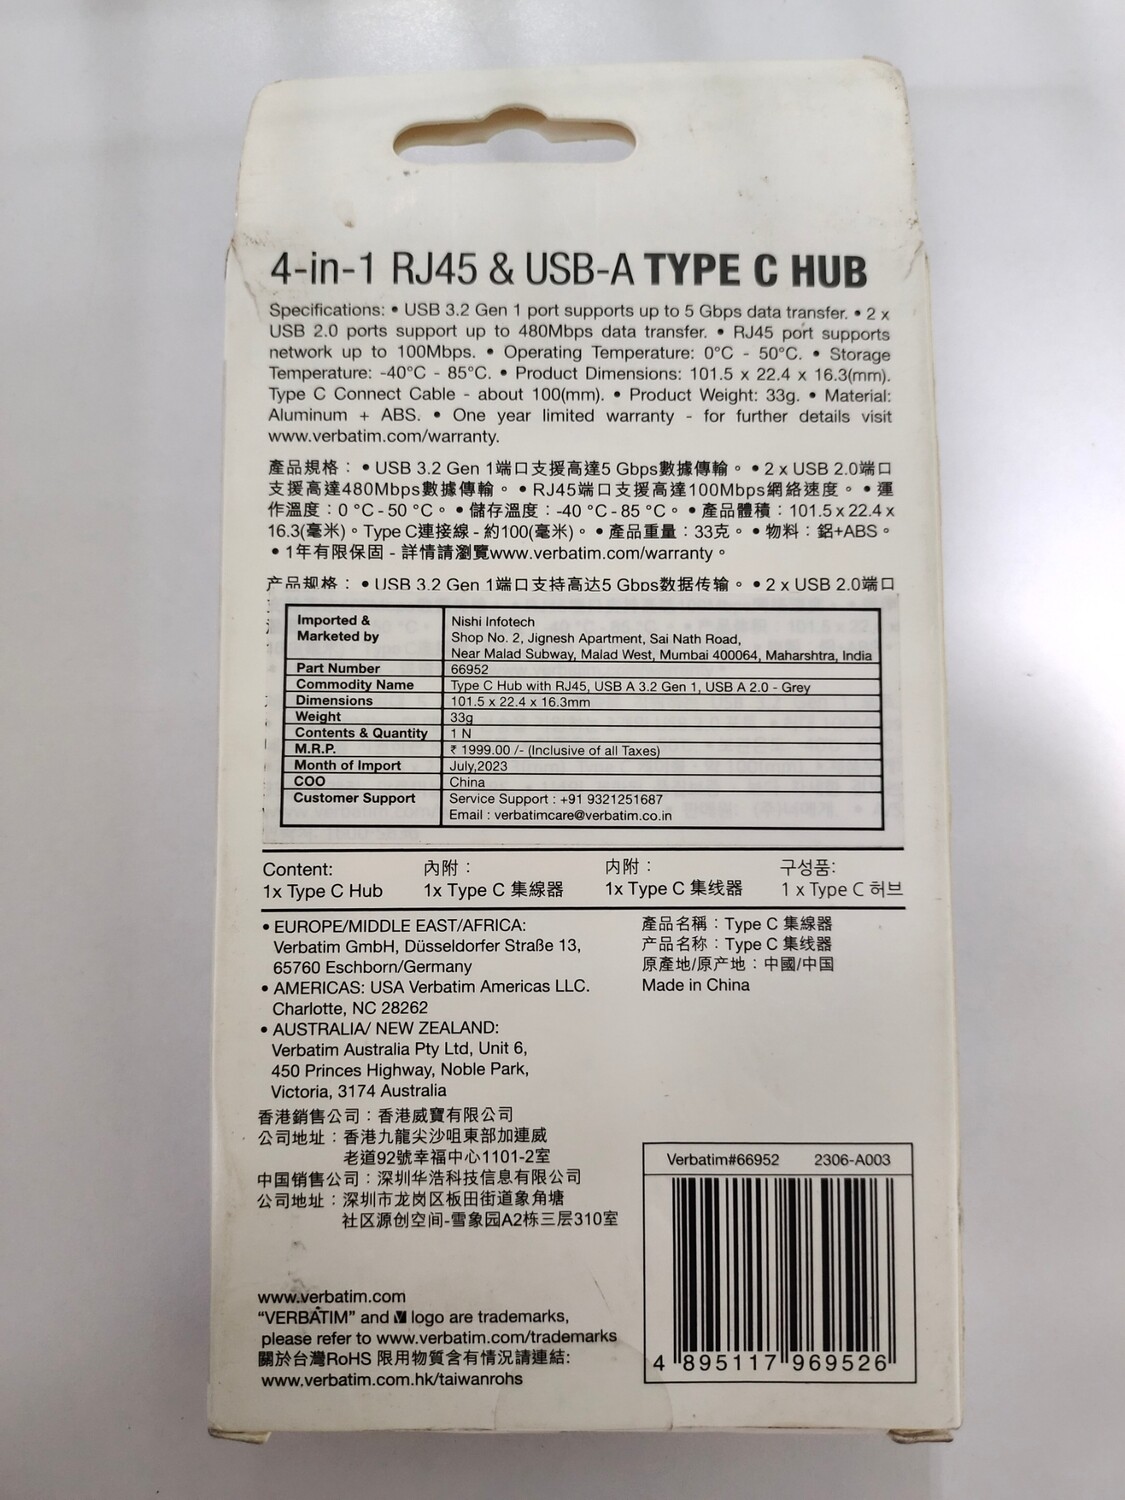 4-in-1 RJ45 & USB-A TYPE C HUB
Specifications: • USB 3.2 Gen 1 port supports up to 5 Gbps data transfer. • 2 x
USB 2.0 ports support up to 480Mbps data transfer. • RJ45 port supports
network up to 100Mbps. • Operating Temperature: 0°C - 50°C. • Storage
Temperature: -40°C - 85°C. • Product Dimensions: 101.5 x 22.4 x 16.3(mm).
Type C Connect Cable - about 100(mm). • Product Weight: 33g. • Material:
Aluminum + ABS. • One year limited warranty - for further details visit
www.verbatim.com/warranty.
產品規格：• USB 3.2 Gen 1端口支援高達5 Gbps數據傳輸。• 2 x USB 2.0端口
支援高達480Mbps數據傳輸。• RJ45端口支援高達100Mbps網絡速度。• 運
作溫度：0 °C - 50 °C。• 儲存溫度：-40 °C - 85 °C。• 產品體積：101.5 x 22.4 x
16.3(毫米)。Type C連接線 - 約100(毫米)。• 產品重量：33克。• 物料：鋁+ABS。
• 1年有限保固 - 詳情請瀏覽www.verbatim.com/warranty。
产品规格：• USB 3.2 Gen 1端口支持高达5 Gbps数据传输。• 2 x USB 2.0端口
Imported & Marketed by Nishi Infotech
Shop No. 2, Jignesh Apartment, Sai Nath Road,
Near Malad Subway, Malad West, Mumbai 400064, Maharshtra, India
Part Number 66952
Commodity Name Type C Hub with RJ45, USB A 3.2 Gen 1, USB A 2.0 - Grey
Dimensions 101.5 x 22.4 x 16.3mm
Weight 33g
Contents & Quantity 1 N
M.R.P. ₹ 1999.00 /- (Inclusive of all Taxes)
Month of Import July,2023
COO China
Customer Support Service Support : +91 9321251687
Email : verbatimcare@verbatim.co.in
Content: 內附： 内附： 구성품:
1x Type C Hub 1x Type C 集線器 1x Type C 集线器 1 x Type C 허브
• EUROPE/MIDDLE EAST/AFRICA:
Verbatim GmbH, Düsseldorfer Straße 13,
65760 Eschborn/Germany
• AMERICAS: USA Verbatim Americas LLC.
Charlotte, NC 28262
• AUSTRALIA/ NEW ZEALAND:
Verbatim Australia Pty Ltd, Unit 6,
450 Princes Highway, Noble Park,
Victoria, 3174 Australia
香港銷售公司：香港威寶有限公司
公司地址：香港九龍尖沙咀東部加連威
老道92號幸福中心1101-2室
中国销售公司：深圳华浩科技信息有限公司
公司地址：深圳市龙岗区板田街道象角塘
社区源创空间-雪象园A2栋三层310室
產品名稱：Type C 集線器
产品名称：Type C 集线器
原產地/原产地：中國/中国
Made in China
www.verbatim.com
"VERBATIM" and logo are trademarks,
please refer to www.verbatim.com/trademarks
關於台灣RoHS 限用物質含有情況請連結:
www.verbatim.com.hk/taiwanrohs
Verbatim#66952 2306-A003
4 895117 969526